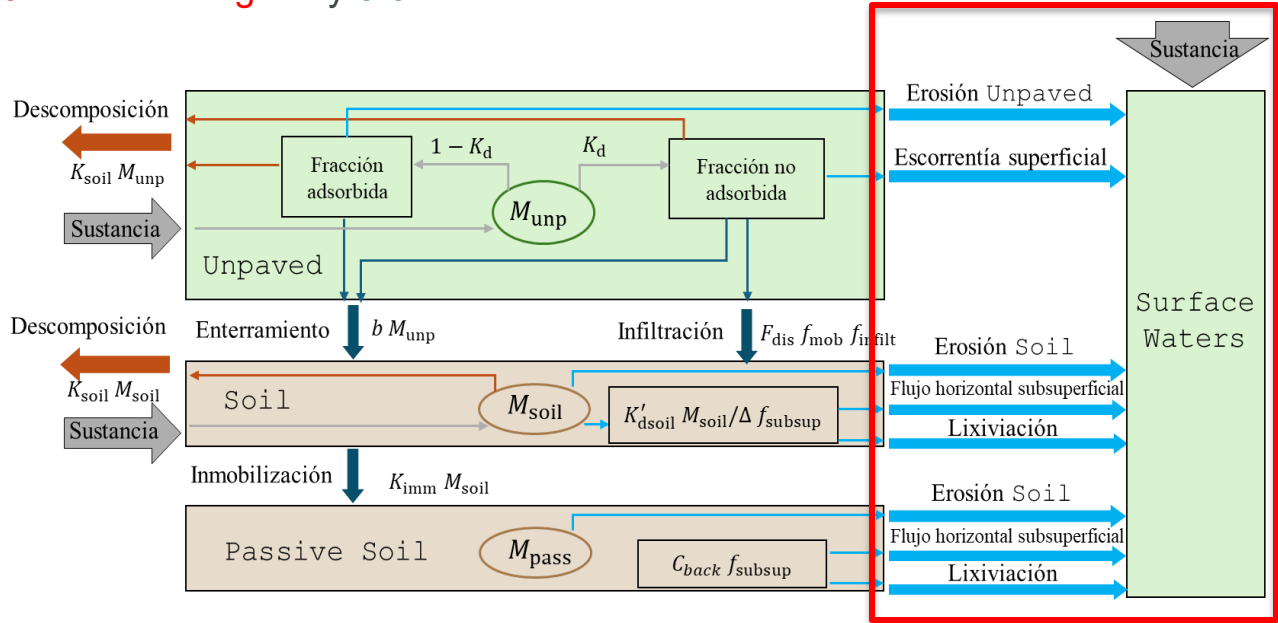 Sustancia
Erosión Unpaved
Descomposición
1 − K_d
K_d
Escorrentía superficial
Fracción
adsorbida
Fracción no
adsorbida
K_soil M_unp
M_unp
Sustancia
Unpaved
Surface
Waters
Descomposición
Enterramiento
b M_unp
Infiltración
F_dis f_mob f_infilt
Erosión Soil
K_soil M_soil
Soil
M_soil
K′_dsoil M_soil/Δ f_subsup
Flujo horizontal subsuperficial
Sustancia
Lixiviación
Inmobilización
K_imm M_soil
Erosión Soil
Passive Soil
M_pass
C_back f_subsup
Flujo horizontal subsuperficial
Lixiviación